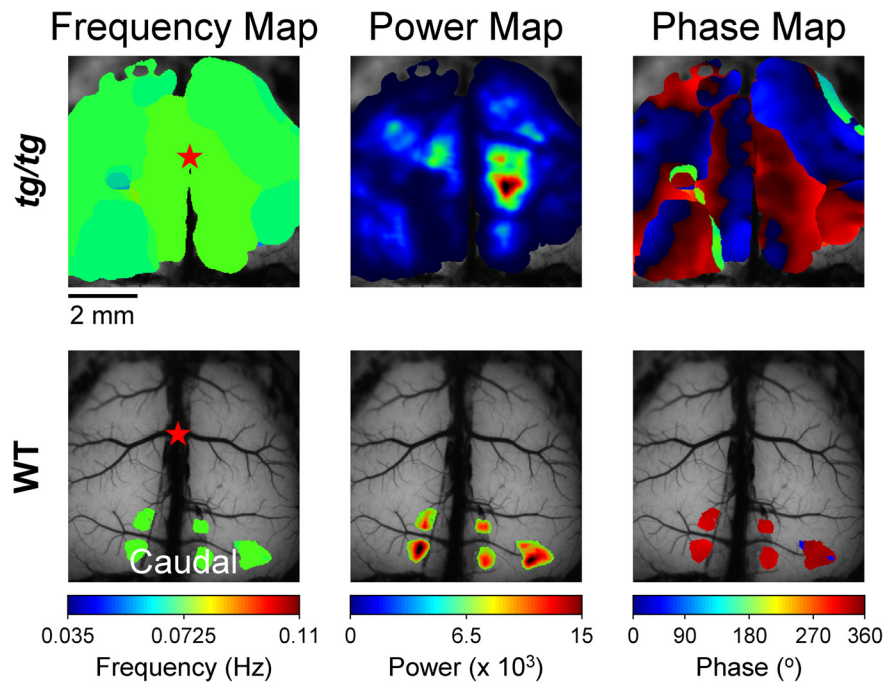 Frequency Map Power Map Phase Map
tg/tg
2 mm
WT
Caudal
0.035 0.0725 0.11 0 6.5 15 0 90 180 270 360
Frequency (Hz) Power (x 10³) Phase (º)